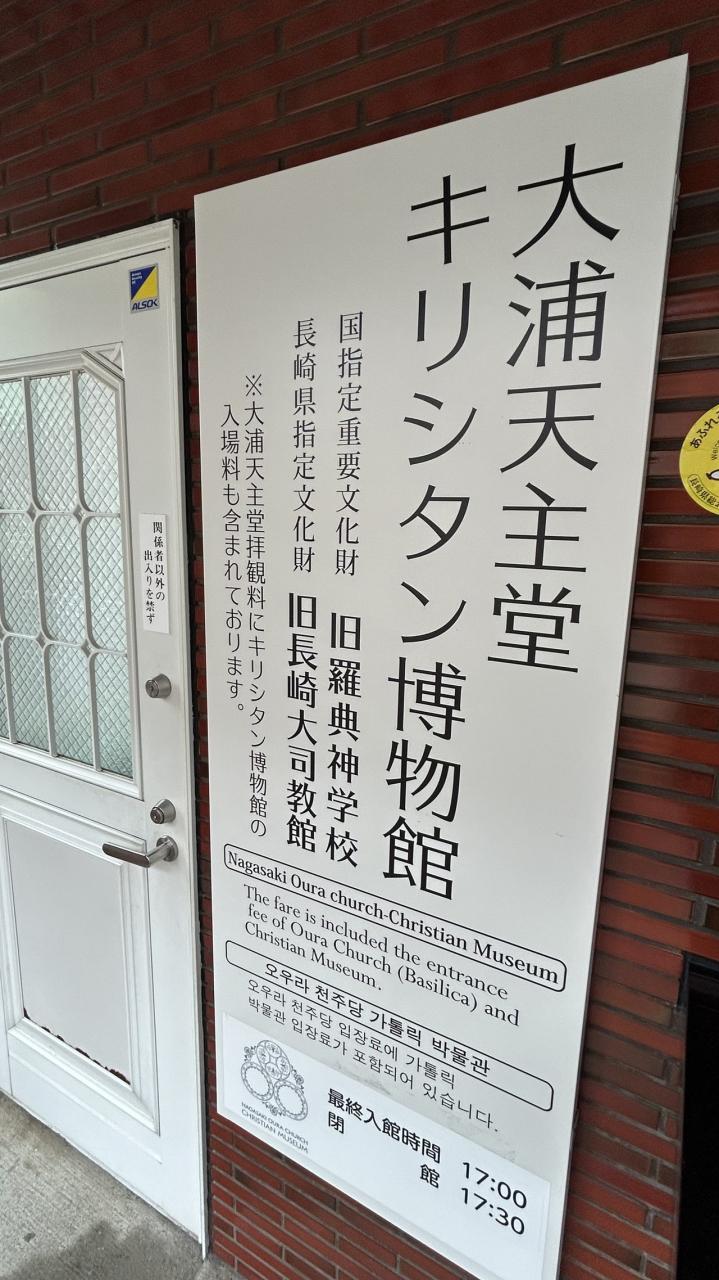 大浦天主堂
キリシタン博物館
国指定重要文化財 旧羅典神学校
長崎県指定文化財 旧長崎大司教館
※大浦天主堂拝観料にキリシタン博物館の
入場料も含まれております。
Nagasaki Oura church-Christian Museum
The fare is included the entrance
fee of Oura Church (Basilica) and
Christian Museum.
오우라 천주당 가톨릭 박물관
오우라 천주당 입장료에 가톨릭
박물관 입장료가 포함되어 있습니다.
NAGASAKI OURA CHURCH
CHRISTIAN MUSEUM
最終入館時間 17:00
閉館 17:30
ALSOK
関係者以外の
出入りを禁ず
あふれ